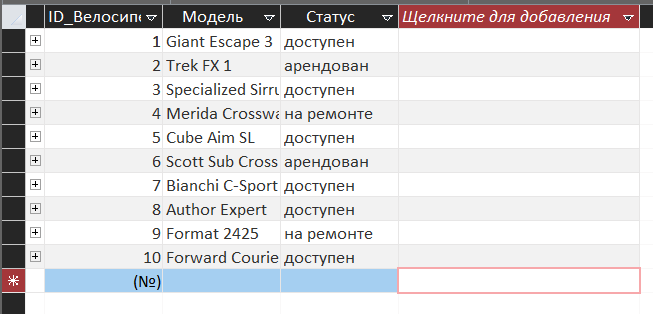 ID_Велосипе Модель Статус Щелкните для добавления
1 Giant Escape 3 доступен
2 Trek FX 1 арендован
3 Specialized Sirru доступен
4 Merida Crosswa на ремонте
5 Cube Aim SL доступен
6 Scott Sub Cross арендован
7 Bianchi C-Sport доступен
8 Author Expert доступен
9 Format 2425 на ремонте
10 Forward Courie доступен
(№)